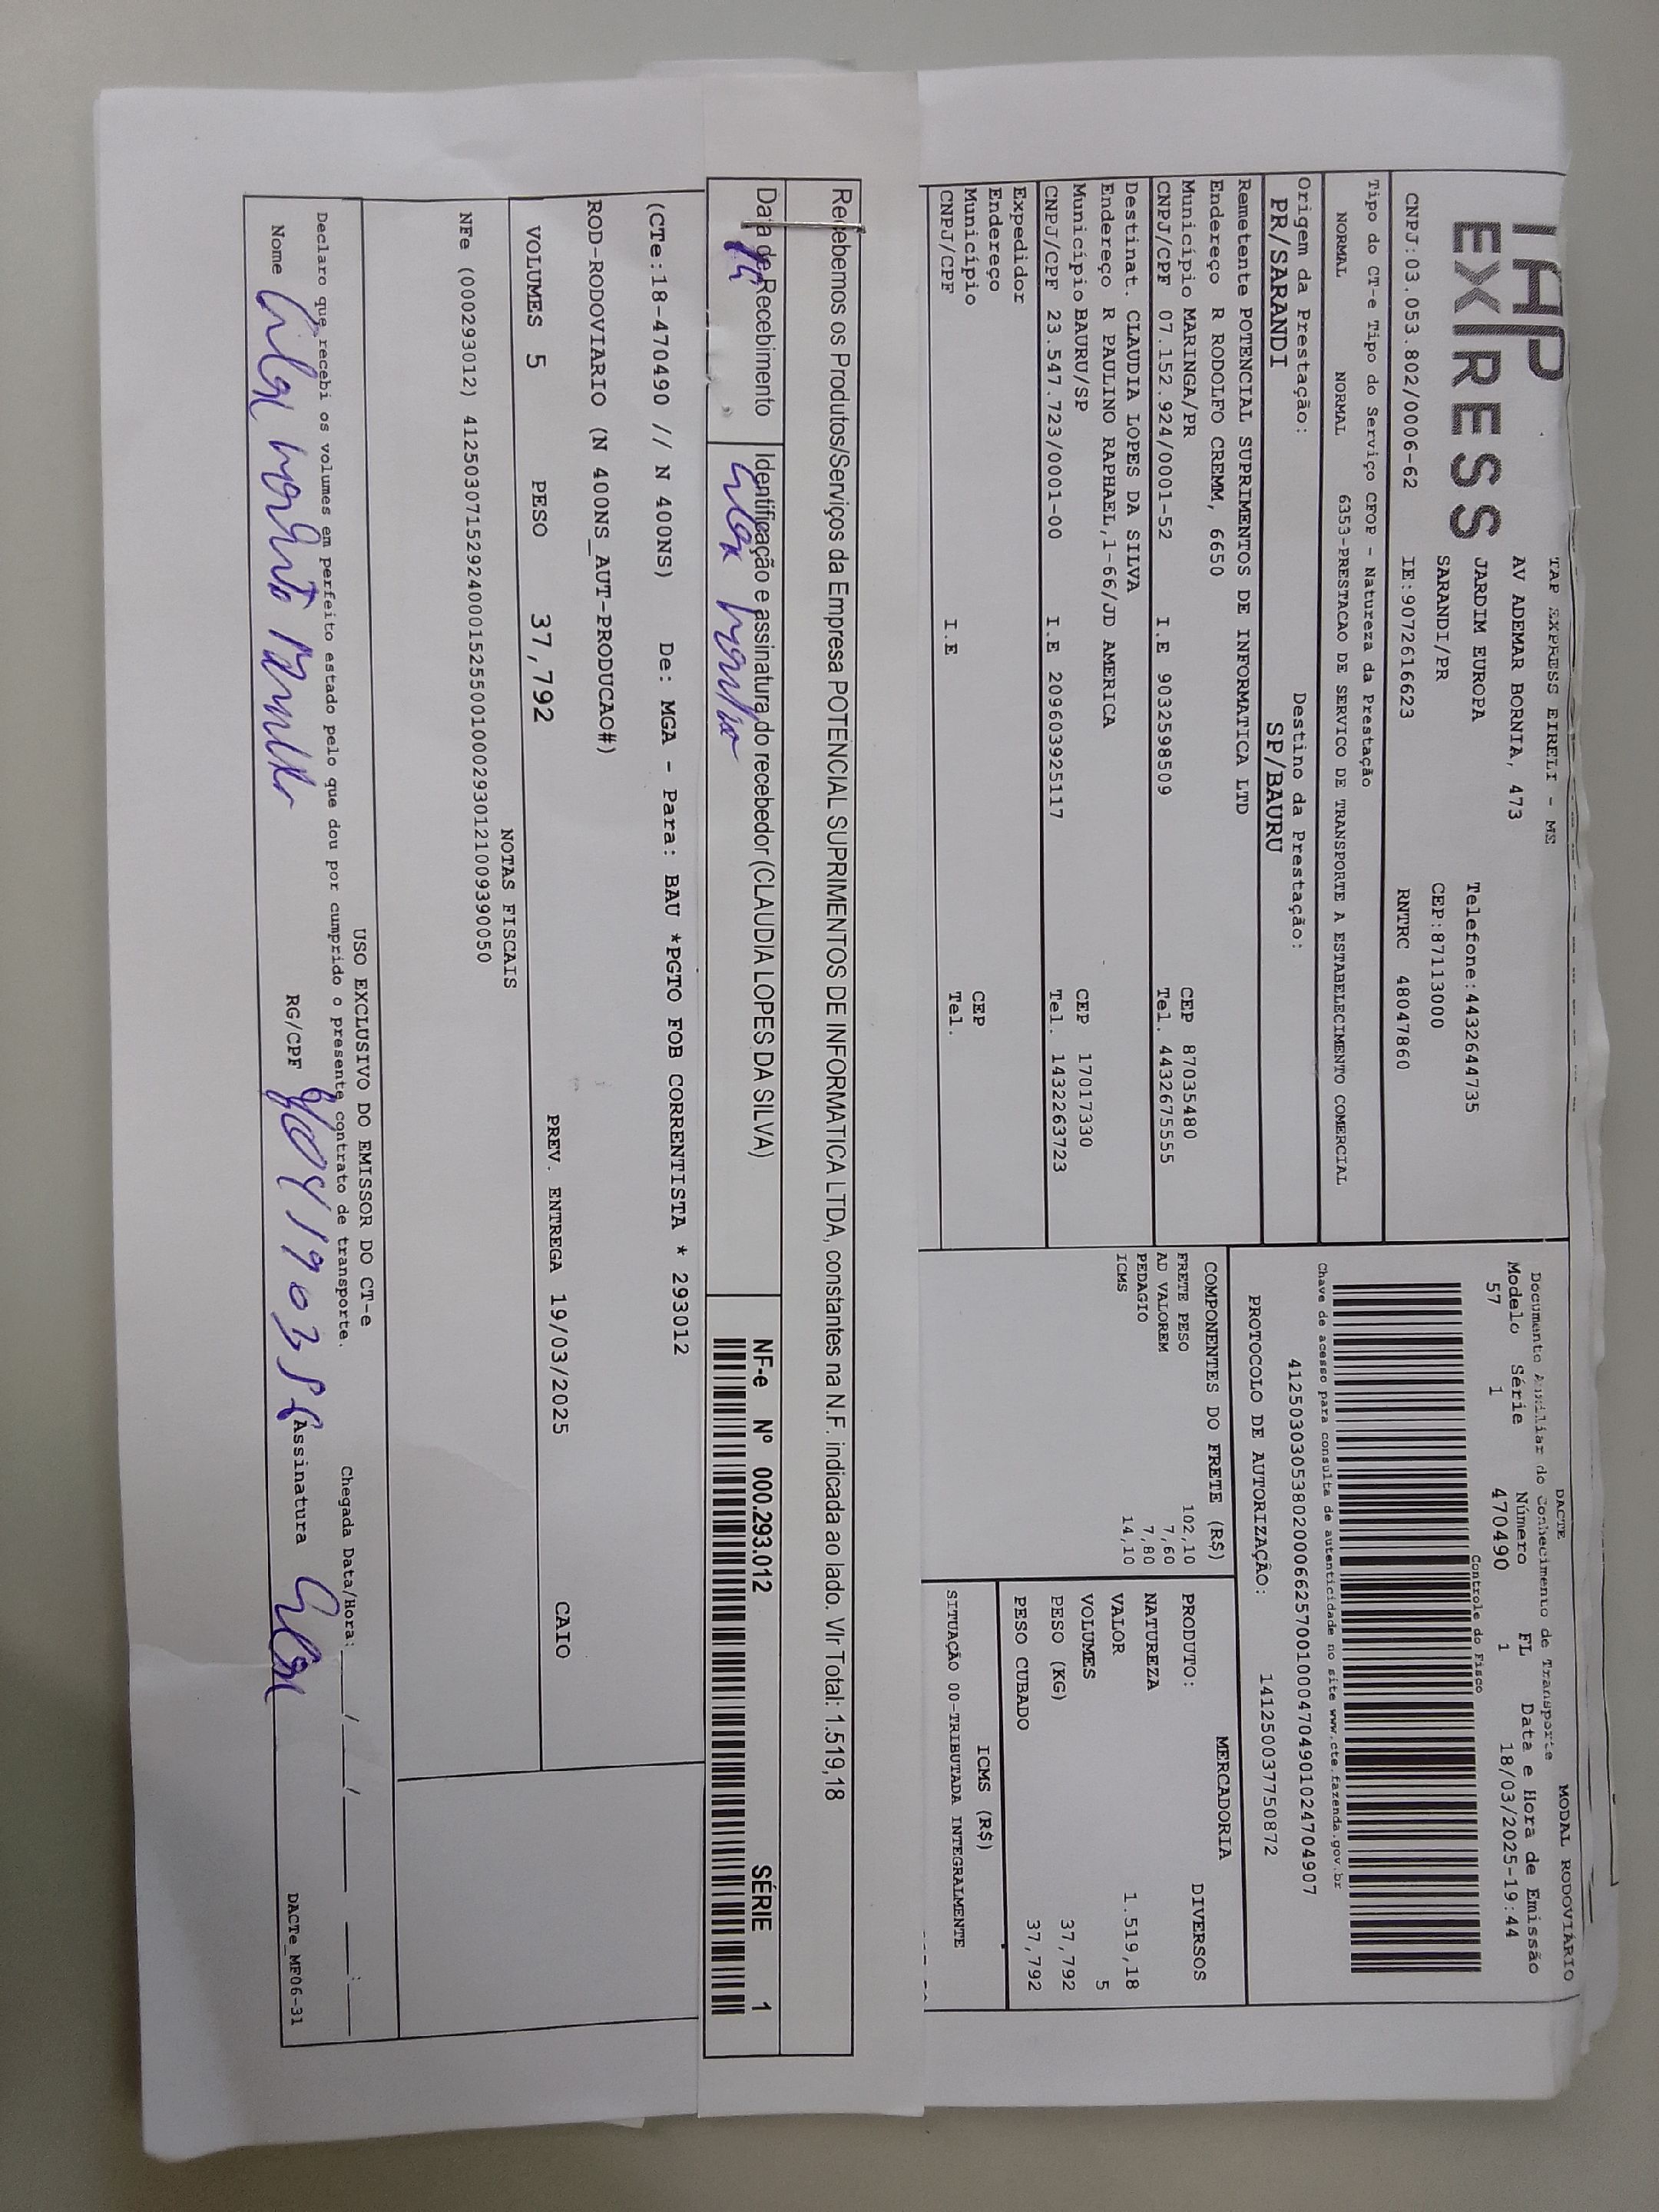 TAP
EXPRESS
TAP EXPRESS EIRELI - ME
AV ADEMAR BORNIA, 473
JARDIM EUROPA
Telefone:4432644735
SARANDI/PR
CEP:87113000
CNPJ:03.053.802/0006-62 IE:9072616623 RNTRC 48047860
DACTE MODAL RODOVIÁRIO
Documento Auxiliar do Conhecimento de Transporte
Modelo Série Número FL Data e Hora de Emissão
57 1 470490 1 18/03/2025-19:44
Controle do Fisco
Tipo do CT-e Tipo do Serviço CFOP - Natureza da Prestação
NORMAL NORMAL 6353-PRESTACAO DE SERVICO DE TRANSPORTE A ESTABELECIMENTO COMERCIAL
Chave de acesso para consulta de autenticidade no site www.cte.fazenda.gov.br
41250303053802000662570010004704901024704907
Origem da Prestação: Destino da Prestação:
PR/SARANDI SP/BAURU
PROTOCOLO DE AUTORIZAÇÃO: 141250037750872
Remetente POTENCIAL SUPRIMENTOS DE INFORMATICA LTD
Endereço R RODOLFO CREMM, 6650
Município MARINGA/PR CEP 87035480
CNPJ/CPF 07.152.924/0001-52 I.E 9032598509 Tel. 4432675555
Destinat. CLAUDIA LOPES DA SILVA
Endereço R PAULINO RAPHAEL,1-66/JD AMERICA
Município BAURU/SP CEP 17017330
CNPJ/CPF 23.547.723/0001-00 I.E 209603925117 Tel. 1432263723
Expedidor
Endereço
Município CEP
CNPJ/CPF I.E Tel.
COMPONENTES DO FRETE (R$)
FRETE PESO 102,10
AD VALOREM 7,60
PEDAGIO 7,80
ICMS 14,10
MERCADORIA
PRODUTO: DIVERSOS
NATUREZA
VALOR 1.519,18
VOLUMES 5
PESO (KG) 37,792
PESO CUBADO 37,792
ICMS (R$)
SITUAÇÃO 00-TRIBUTADA INTEGRALMENTE
Recebemos os Produtos/Serviços da Empresa POTENCIAL SUPRIMENTOS DE INFORMATICA LTDA, constantes na N.F. indicada ao lado. Vlr Total: 1.519,18
Data de Recebimento Identificação e assinatura do recebedor (CLAUDIA LOPES DA SILVA) NF-e Nº 000.293.012 SÉRIE 1
(CTe:18-470490 // N 400NS) De: MGA - Para: BAU *PGTO FOB CORRENTISTA * 293012
ROD-RODOVIARIO (N 400NS_AUT-PRODUCAO#)
VOLUMES 5 PESO 37,792 PREV. ENTREGA 19/03/2025 CAIO
NOTAS FISCAIS
NFe (000293012) 41250307152924000152550010002930121009390050
USO EXCLUSIVO DO EMISSOR DO CT-e
Declaro que recebi os volumes em perfeito estado pelo que dou por cumprido o presente contrato de transporte. Chegada Data/Hora: ____/____/____ __:__
Nome RG/CPF Assinatura DACTe_MF06-31